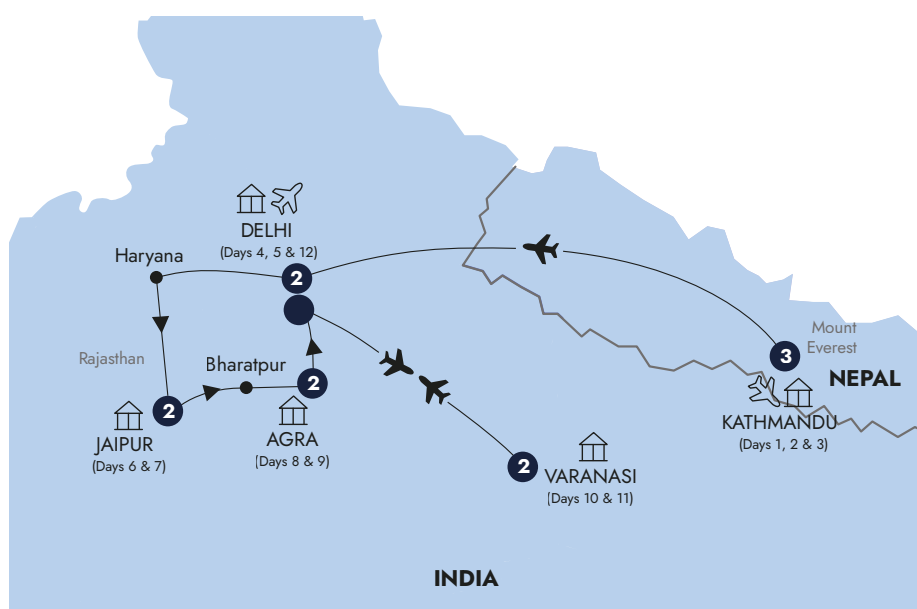 DELHI
(Days 4, 5 & 12)
Haryana
2
Mount
Everest
Rajasthan
3
NEPAL
Bharatpur
2
2
JAIPUR
(Days 6 & 7)
AGRA
(Days 8 & 9)
KATHMANDU
(Days 1, 2 & 3)
2
VARANASI
(Days 10 & 11)
INDIA